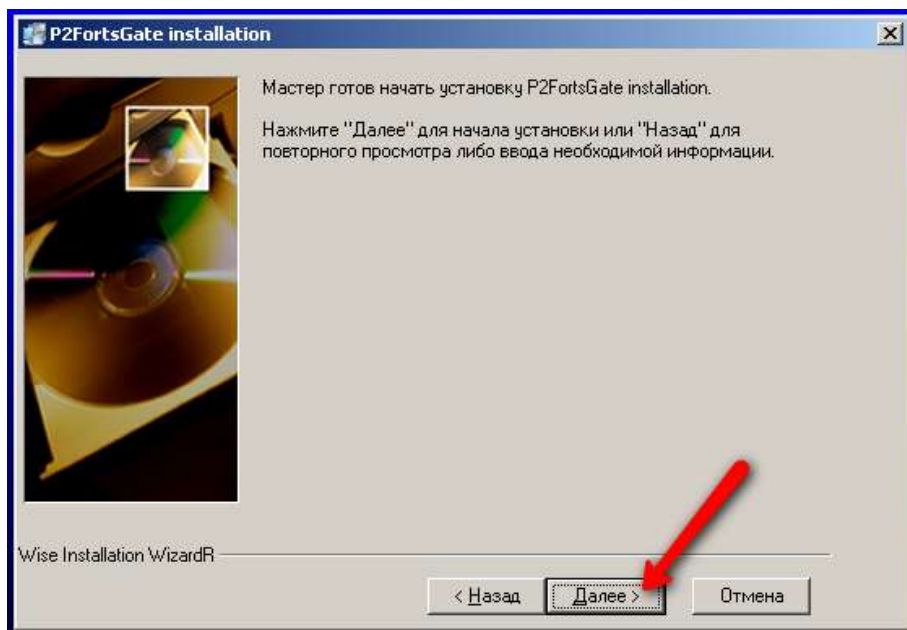 P2FortsGate installation
Мастер готов начать установку P2FortsGate installation.
Нажмите "Далее" для начала установки или "Назад" для
повторного просмотра либо ввода необходимой информации.
Wise Installation WizardR
< Назад
Далее >
Отмена